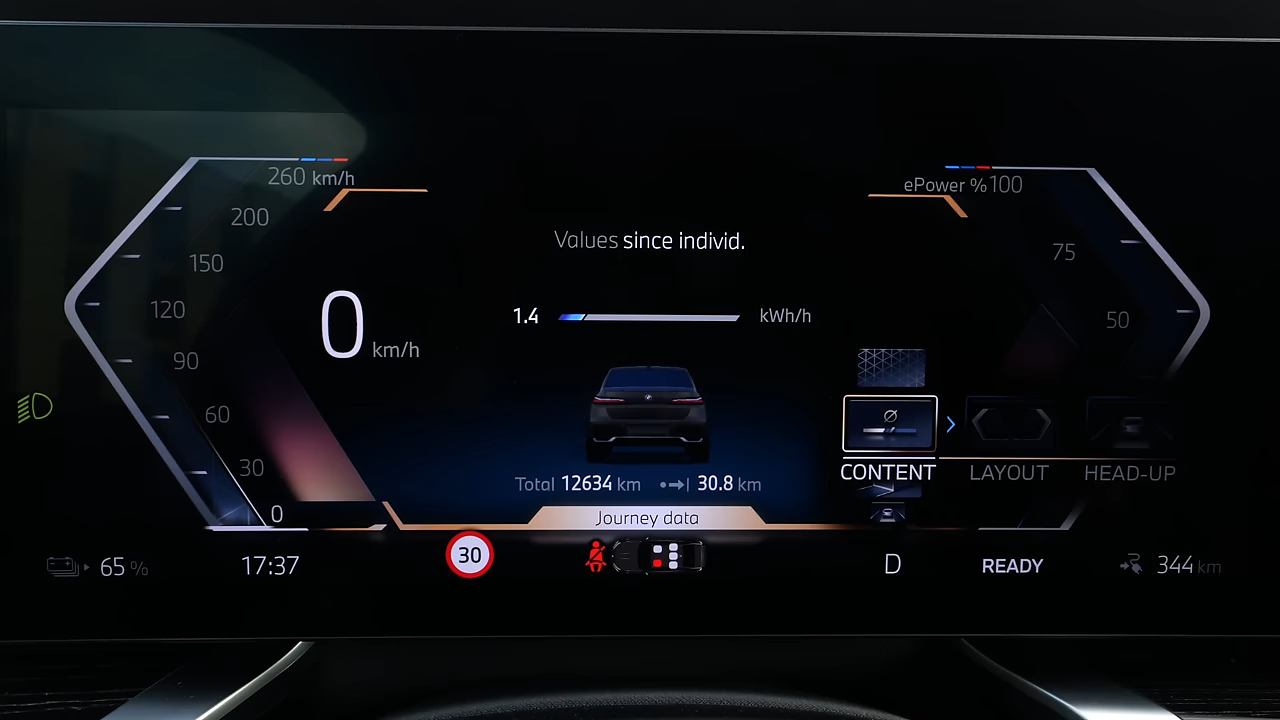 260 km/h
200
150
120
90
60
30
0
0 km/h
Values since individ.
1.4 kWh/h
Total 12634 km 30.8 km
Journey data
ePower %100
75
50
CONTENT LAYOUT HEAD-UP
65 % 17:37 30 D READY 344 km